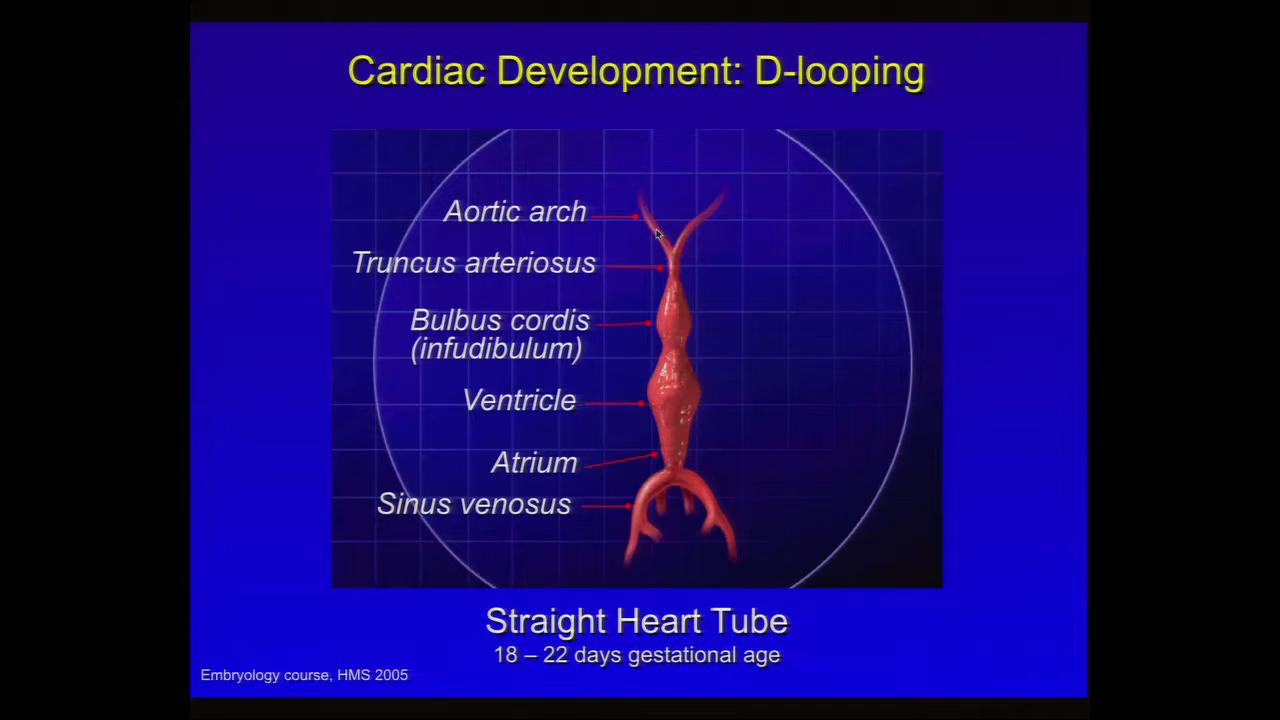 Cardiac Development: D-looping
Aortic arch
Truncus arteriosus
Bulbus cordis
(infudibulum)
Ventricle
Atrium
Sinus venosus
Straight Heart Tube
18 – 22 days gestational age
Embryology course, HMS 2005